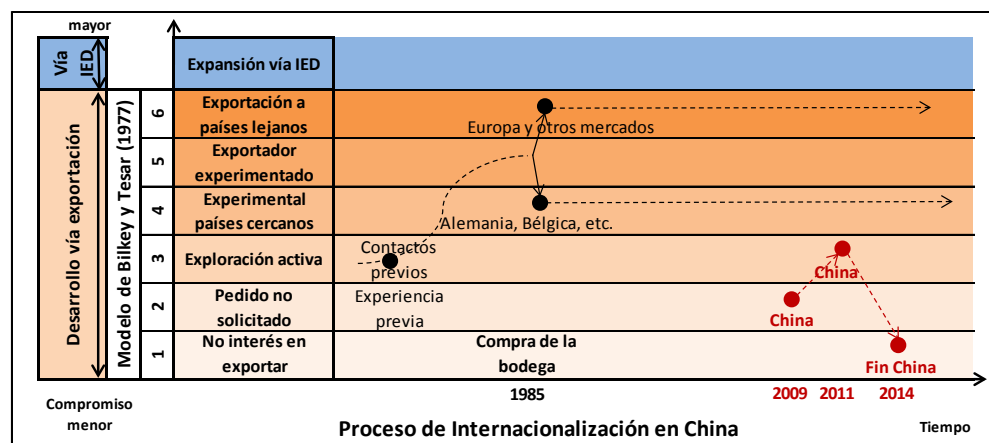 mayor
Vía
IED
Expansión vía IED
Desarrollo vía exportación
Modelo de Bilkey y Tesar (1977)
6
Exportación a
países lejanos
Europa y otros mercados
5
Exportador
experimentado
4
Experimental
países cercanos
Alemania, Bélgica, etc.
3
Exploración activa
Contactos
previos
China
2
Pedido no
solicitado
Experiencia
previa
China
1
No interés en
exportar
Compra de la
bodega
Fin China
1985
2009
2011
2014
Compromiso
menor
Proceso de Internacionalización en China
Tiempo